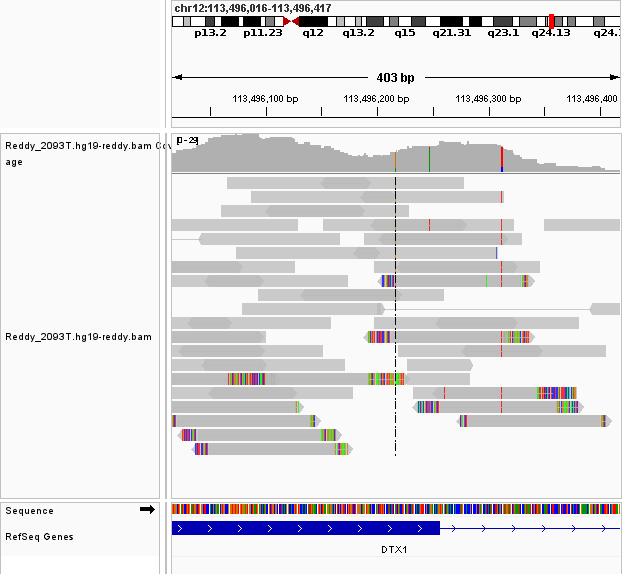 chr12:113,496,016-113,496,417
p13.2 p11.23 q12 q13.2 q15 q21.31 q23.1 q24.13 q24.
403 bp
113,496,100 bp 113,496,200 bp 113,496,300 bp 113,496,400
Reddy_2093T.hg19-reddy.bam Cov
age
Reddy_2093T.hg19-reddy.bam
Sequence
RefSeq Genes
DTX1